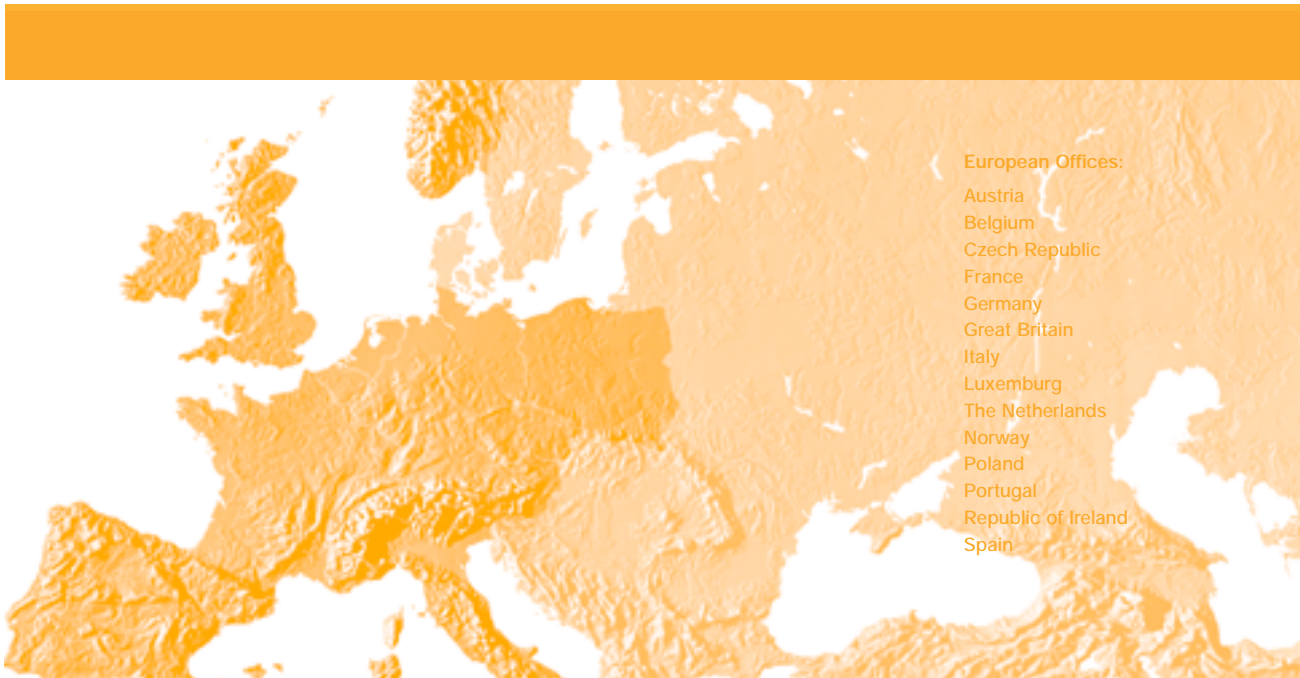 European Offices:
Austria
Belgium
Czech Republic
France
Germany
Great Britain
Italy
Luxemburg
The Netherlands
Norway
Poland
Portugal
Republic of Ireland
Spain